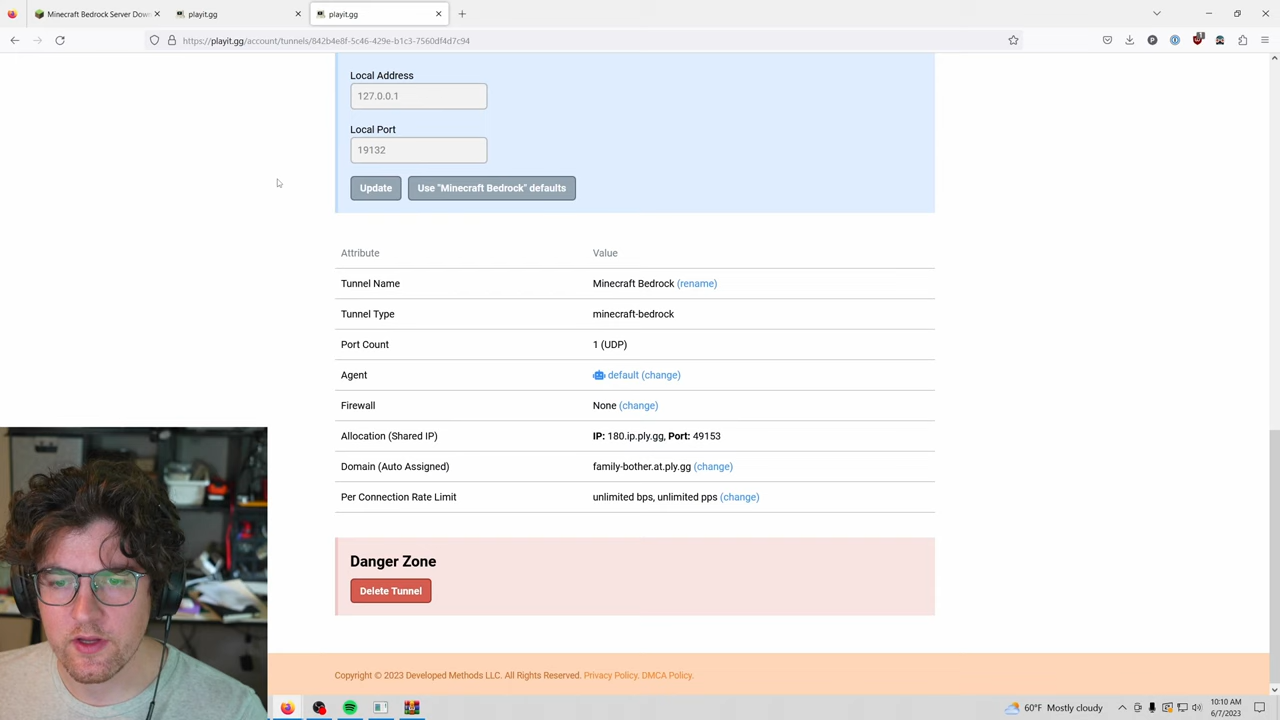 Minecraft Bedrock Server Down
playit.gg
playit.gg
https://playit.gg/account/tunnels/842b4e8f-5c46-429e-b1c3-7560df4d7c94
Local Address
127.0.0.1
Local Port
19132
Update
Use "Minecraft Bedrock" defaults
Attribute Value
Tunnel Name Minecraft Bedrock (rename)
Tunnel Type minecraft-bedrock
Port Count 1 (UDP)
Agent default (change)
Firewall None (change)
Allocation (Shared IP) IP: 180.ip.ply.gg, Port: 49153
Domain (Auto Assigned) family-bother.at.ply.gg (change)
Per Connection Rate Limit unlimited bps, unlimited pps (change)
Danger Zone
Delete Tunnel
Copyright © 2023 Developed Methods LLC. All Rights Reserved. Privacy Policy. DMCA Policy.
60°F Mostly cloudy
10:10 AM
6/7/2023